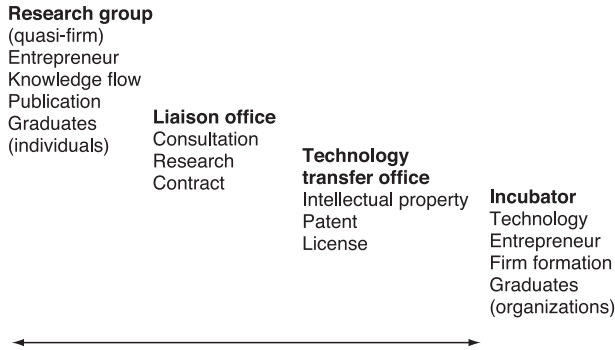 Research group
(quasi-firm)
Entrepreneur
Knowledge flow
Publication
Graduates
(individuals)
Liaison office
Consultation
Research
Contract
Technology
transfer office
Intellectual property
Patent
License
Incubator
Technology
Entrepreneur
Firm formation
Graduates
(organizations)